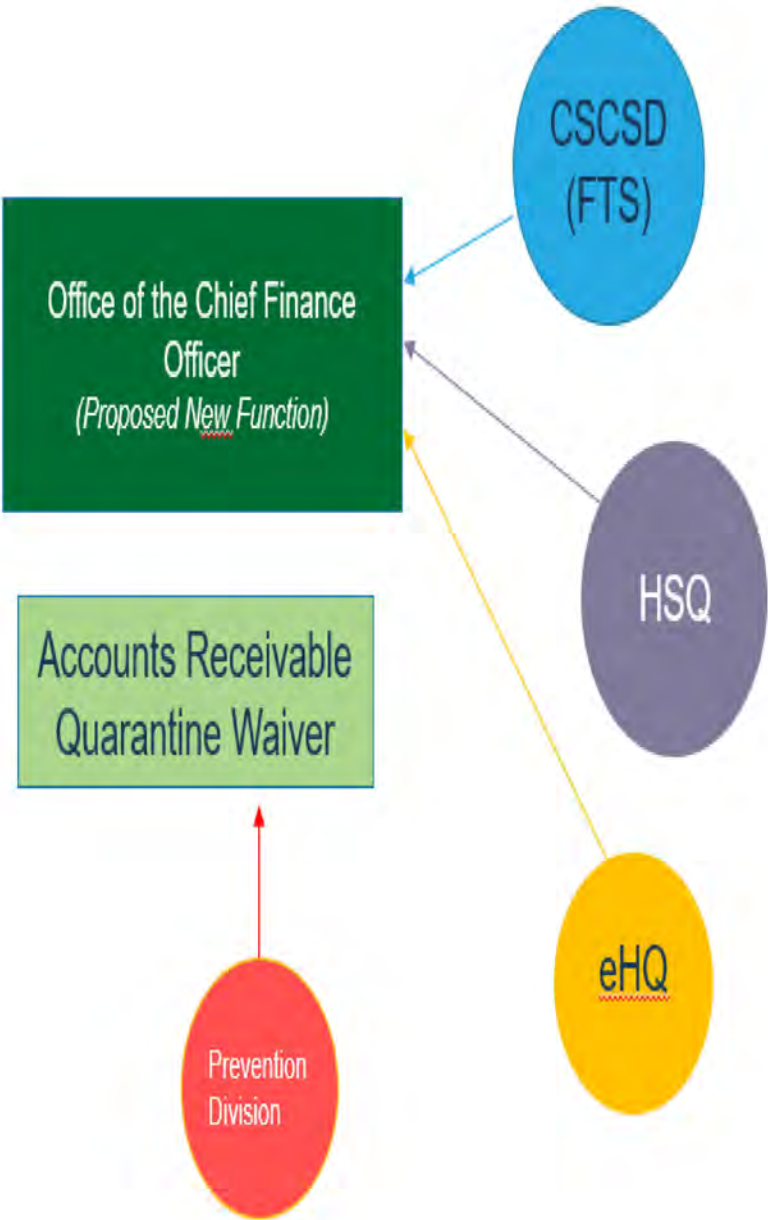 CSCSD
(FTS)
Office of the Chief Finance
Officer
(Proposed New Function)
HSQ
Accounts Receivable
Quarantine Waiver
eHQ
Prevention
Division